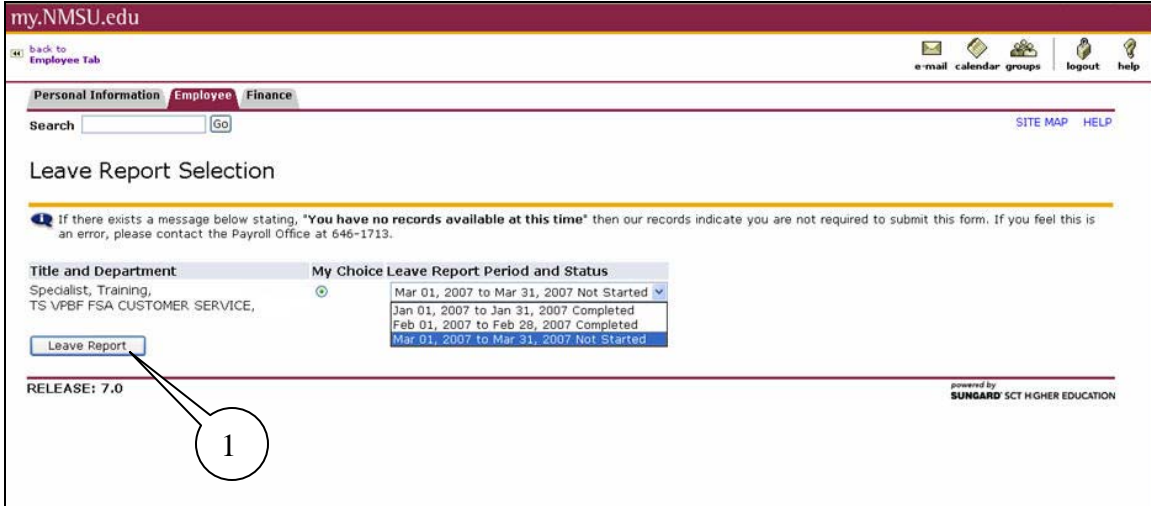 my.NMSU.edu
back to
Employee Tab
e-mail calendar groups logout help
Personal Information Employee Finance
Search Go SITE MAP HELP
Leave Report Selection
If there exists a message below stating, "You have no records available at this time" then our records indicate you are not required to submit this form. If you feel this is
an error, please contact the Payroll Office at 646-1713.
Title and Department My Choice Leave Report Period and Status
Specialist, Training,
TS VPBF FSA CUSTOMER SERVICE,
Mar 01, 2007 to Mar 31, 2007 Not Started
Jan 01, 2007 to Jan 31, 2007 Completed
Feb 01, 2007 to Feb 28, 2007 Completed
Mar 01, 2007 to Mar 31, 2007 Not Started
Leave Report
RELEASE: 7.0
powered by
SUNGARD' SCT HIGHER EDUCATION
1